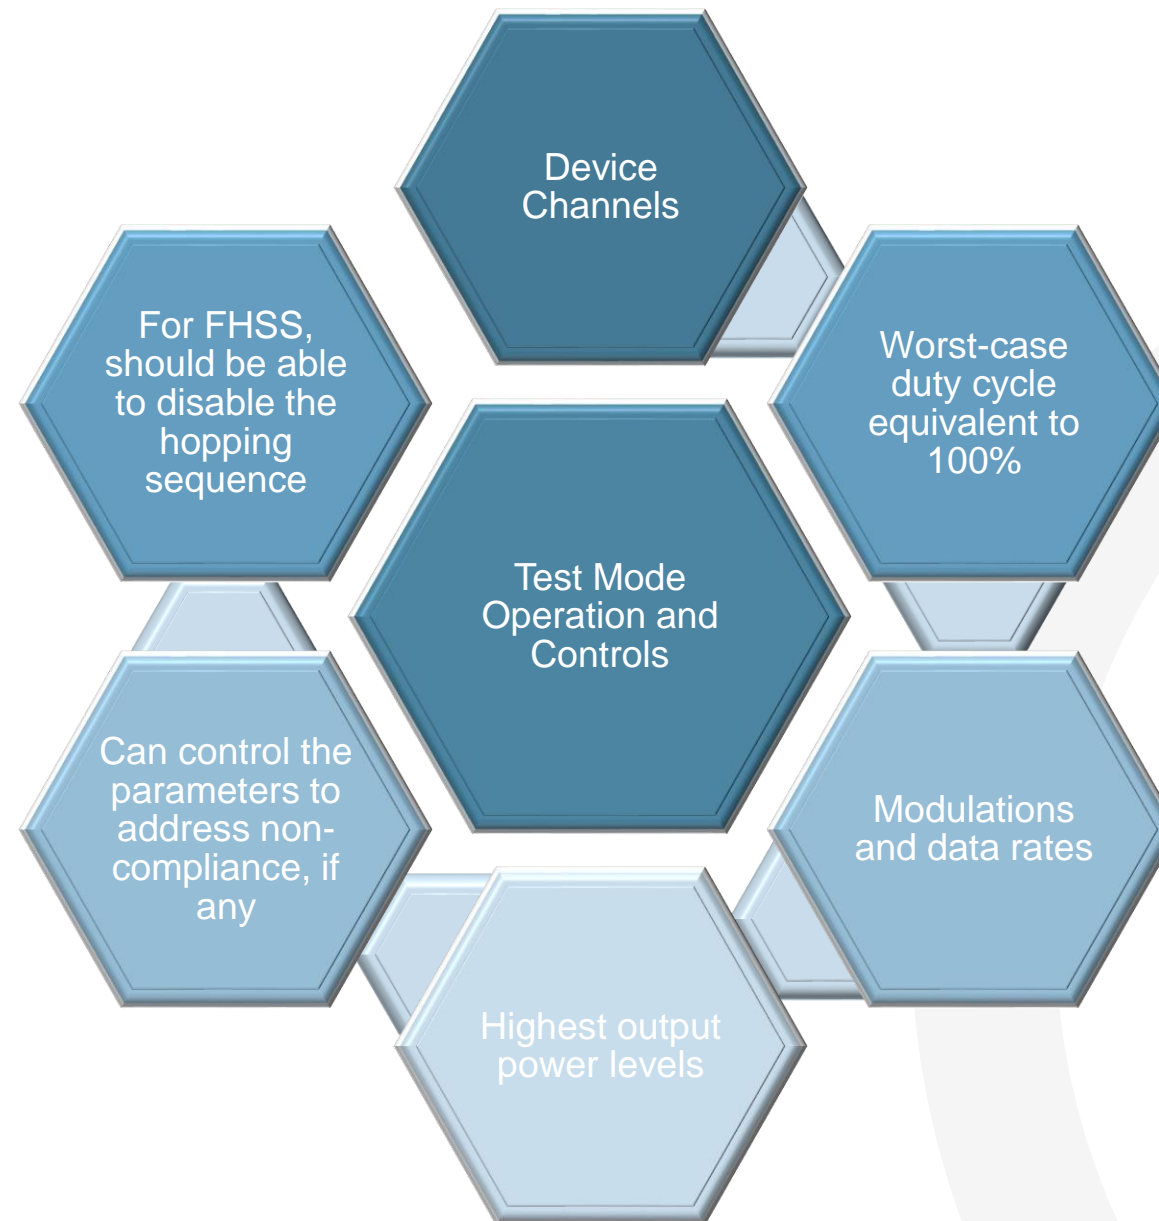 Device
Channels
Worst-case
duty cycle
equivalent to
100%
Modulations
and data rates
Highest output
power levels
Can control the
parameters to
address non-
compliance, if
any
For FHSS,
should be able
to disable the
hopping
sequence
Test Mode
Operation and
Controls